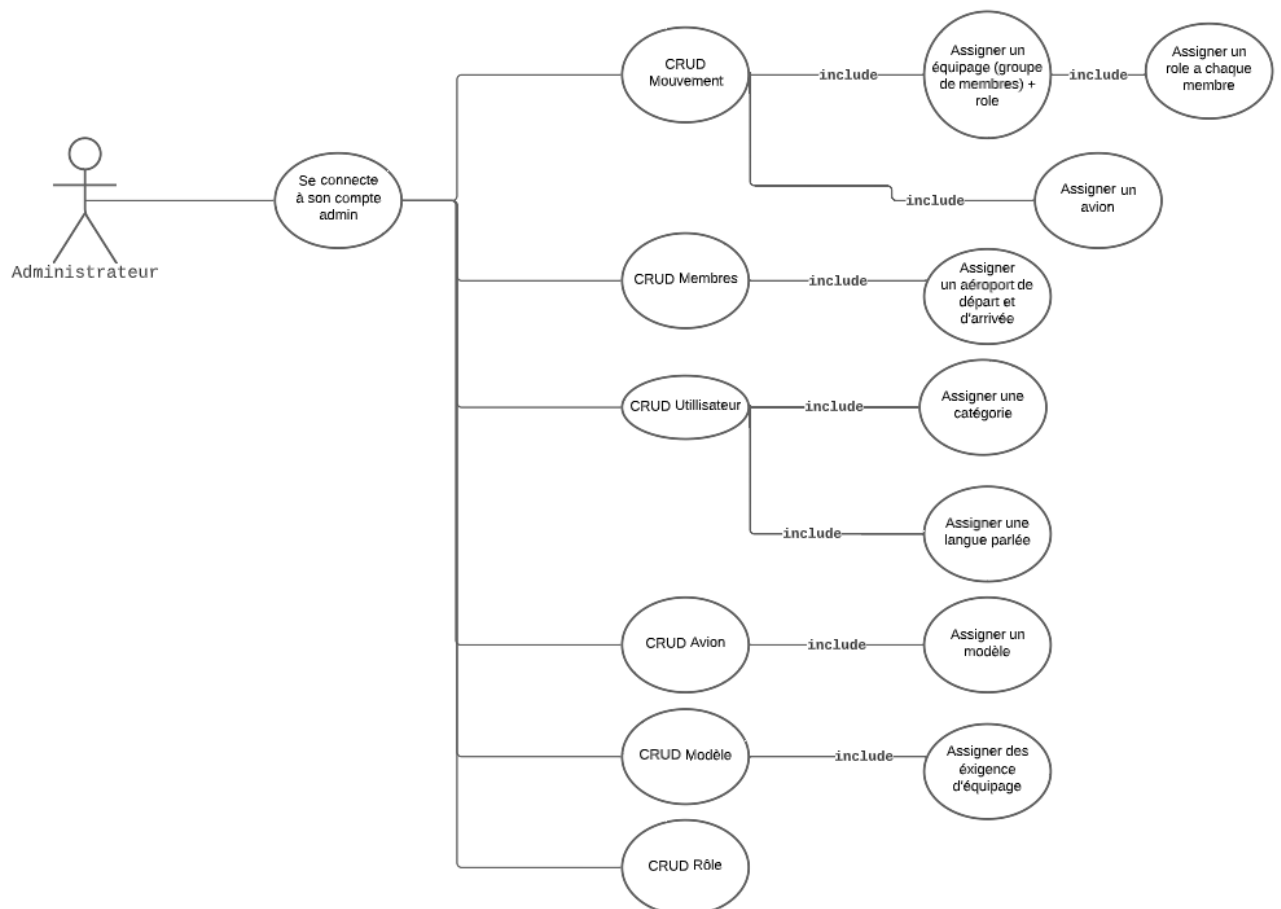 CRUD
Mouvement
include
Assigner un
équipage (groupe
de membres) +
role
include
Assigner un
role a chaque
membre
Se connecte
à son compte
admin
include
Assigner un
avion
Administrateur
CRUD Membres
include
Assigner
un aéroport de
départ et
d'arrivée
CRUD Utillisateur
include
Assigner une
catégorie
include
Assigner une
langue parlée
CRUD Avion
include
Assigner un
modèle
CRUD Modèle
include
Assigner des
éxigence
d'équipage
CRUD Rôle